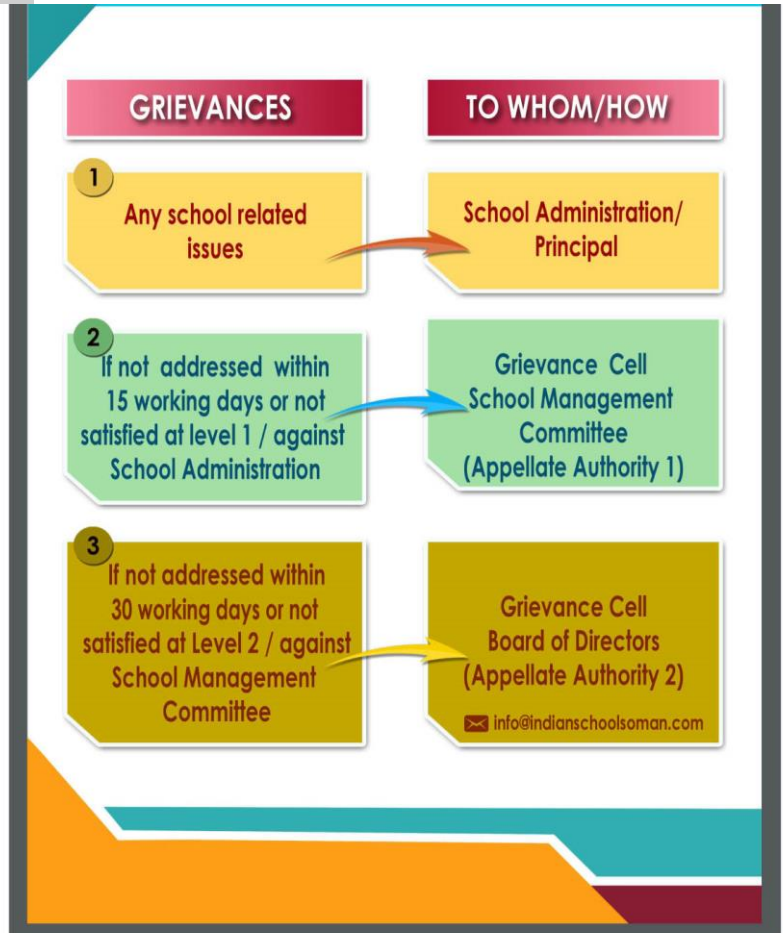 GRIEVANCES
TO WHOM/HOW
1
Any school related
issues
School Administration/
Principal
2
If not addressed within
15 working days or not
satisfied at level 1 / against
School Administration
Grievance Cell
School Management
Committee
(Appellate Authority 1)
3
If not addressed within
30 working days or not
satisfied at Level 2 / against
School Management
Committee
Grievance Cell
Board of Directors
(Appellate Authority 2)
info@indianschoolsoman.com